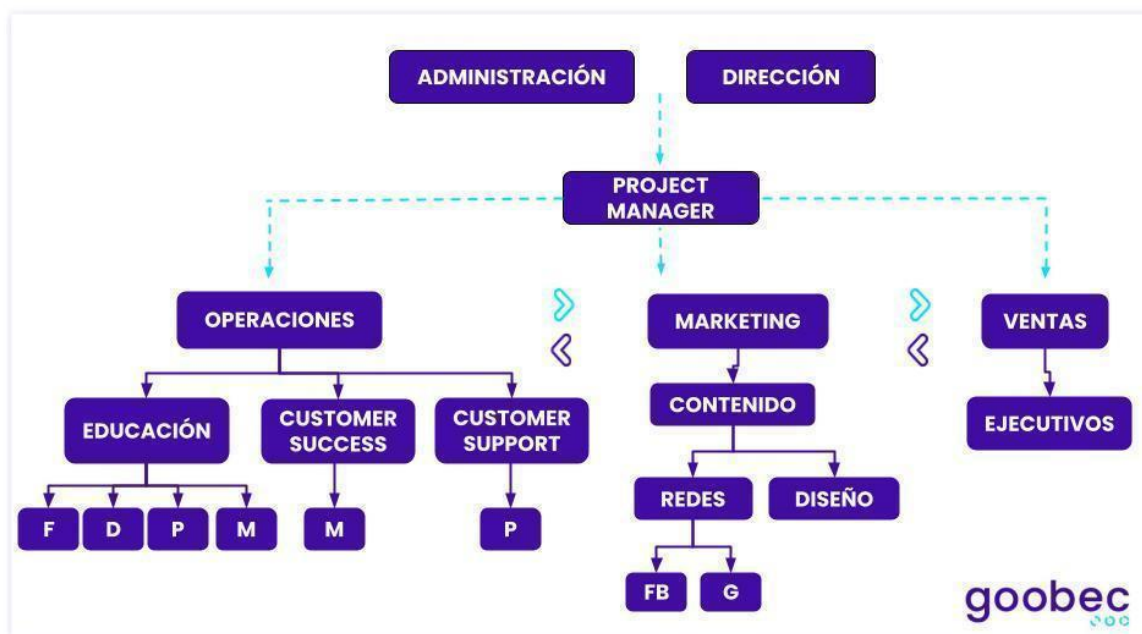 ADMINISTRACIÓN
DIRECCIÓN
PROJECT
MANAGER
OPERACIONES
MARKETING
VENTAS
EDUCACIÓN
CUSTOMER
SUCCESS
CUSTOMER
SUPPORT
CONTENIDO
EJECUTIVOS
REDES
DISEÑO
F
D
P
M
M
P
FB
G
goobec